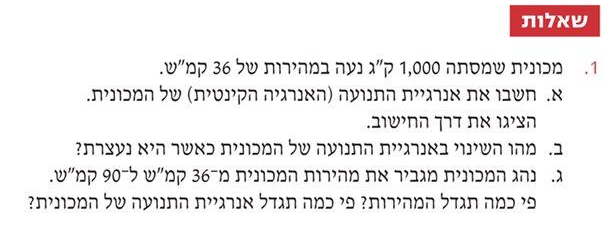 שאלות
1. מכונית שמסתה 1,000 ק"ג נעה במהירות של 36 קמ"ש.
א. חשבו את אנרגיית התנועה (האנרגיה הקינטית) של המכונית.
הציגו את דרך החישוב.
ב. מהו השינוי באנרגיית התנועה של המכונית כאשר היא נעצרת?
ג. נהג המכונית מגביר את מהירות המכונית מ־36 קמ"ש ל־90 קמ"ש.
פי כמה תגדל המהירות? פי כמה תגדל אנרגיית התנועה של המכונית?